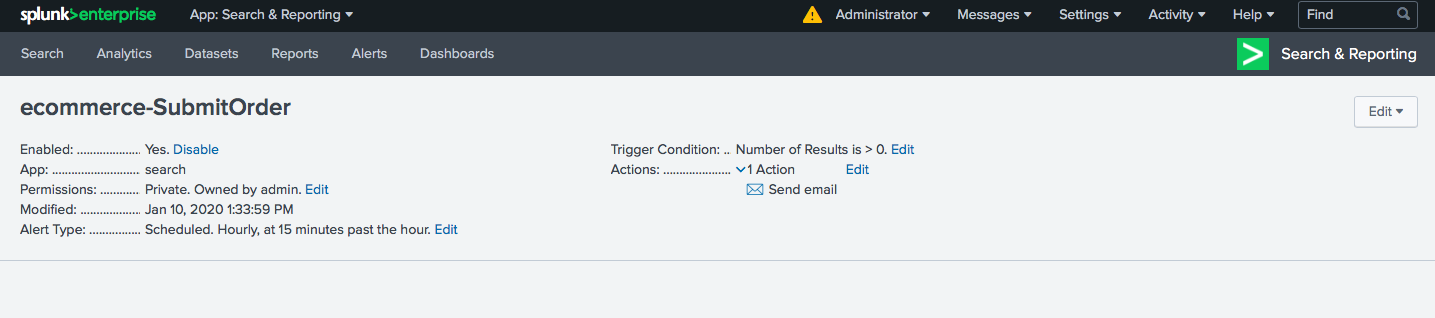 splunk>enterprise App: Search & Reporting Administrator Messages Settings Activity Help Find
Search Analytics Datasets Reports Alerts Dashboards > Search & Reporting
ecommerce-SubmitOrder
Edit
Enabled: ..................... Yes. Disable
App: ............................ search
Permissions: ............. Private. Owned by admin. Edit
Modified: ................... Jan 10, 2020 1:33:59 PM
Alert Type: ................ Scheduled. Hourly, at 15 minutes past the hour. Edit
Trigger Condition: .. Number of Results is > 0. Edit
Actions: ..................... 1 Action Edit
Send email